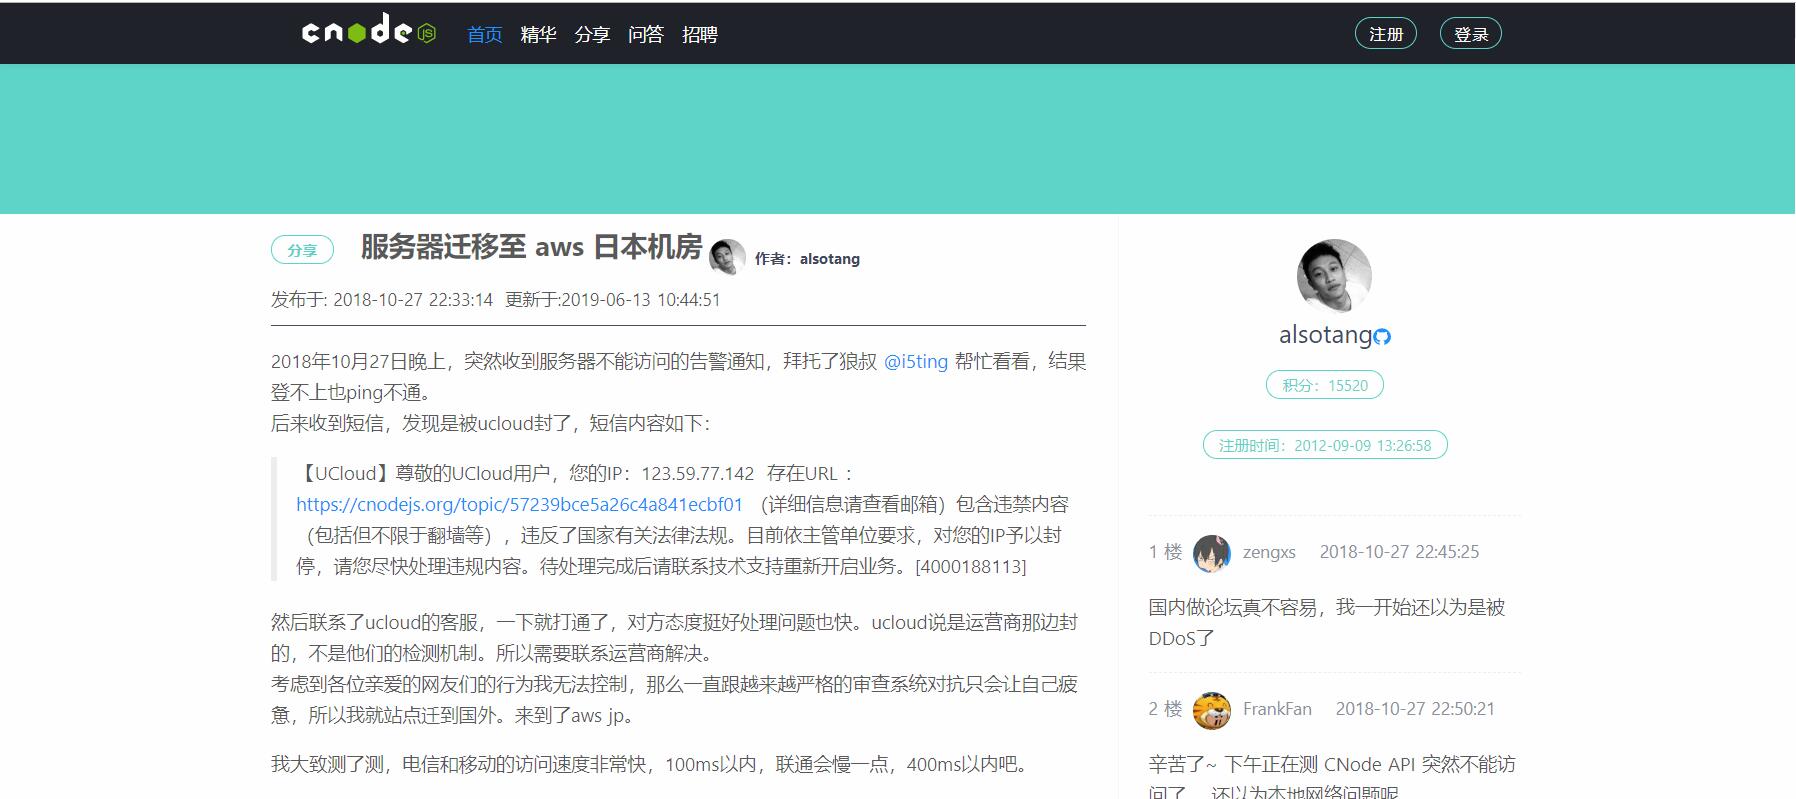 cnode JS 首页 精华 分享 问答 招聘 注册 登录
分享 服务器迁移至 aws 日本机房 作者：alsotang
发布于: 2018-10-27 22:33:14 更新于:2019-06-13 10:44:51
2018年10月27日晚上，突然收到服务器不能访问的告警通知，拜托了狼叔 @i5ting 帮忙看看，结果
登不上也ping不通。
后来收到短信，发现是被ucloud封了，短信内容如下：
【UCloud】尊敬的UCloud用户，您的IP：123.59.77.142 存在URL ：
https://cnodejs.org/topic/57239bce5a26c4a841ecbf01 （详细信息请查看邮箱）包含违禁内容
（包括但不限于翻墙等），违反了国家有关法律法规。目前依主管单位要求，对您的IP予以封
停，请您尽快处理违规内容。待处理完成后请联系技术支持重新开启业务。[4000188113]
然后联系了ucloud的客服，一下就打通了，对方态度挺好处理问题也快。ucloud说是运营商那边封
的，不是他们的检测机制。所以需要联系运营商解决。
考虑到各位亲爱的网友们的行为我无法控制，那么一直跟越来越严格的审查系统对抗只会让自己疲
惫，所以我就站点迁到国外。来到了aws jp。
我大致测了测，电信和移动的访问速度非常快，100ms以内，联通会慢一点，400ms以内吧。
alsotang
积分：15520
注册时间：2012-09-09 13:26:58
1 楼 zengxs 2018-10-27 22:45:25
国内做论坛真不容易，我一开始还以为是被
DDoS了
2 楼 FrankFan 2018-10-27 22:50:21
辛苦了~ 下午正在测 CNode API 突然不能访
问了， 还以为本地网络问题呢